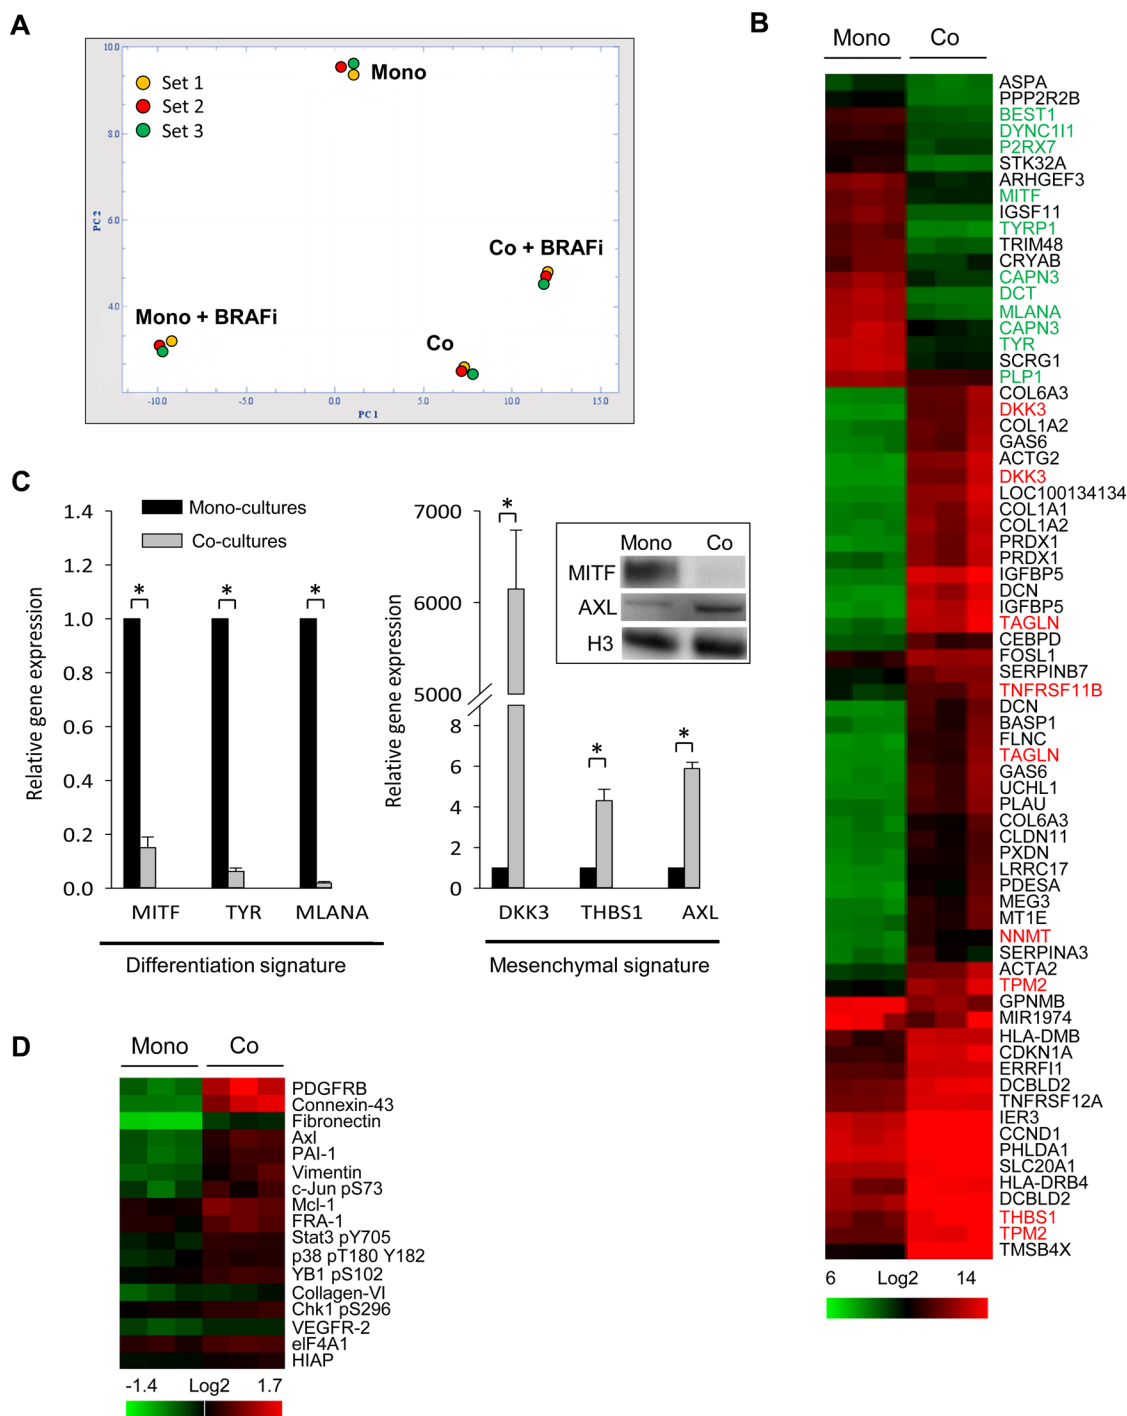 A
10.0
8.0
6.0
4.0
PC 2
Set 1
Set 2
Set 3
Mono
Co + BRAFi
Mono + BRAFi
Co
-10.0
-5.0
0.0
5.0
10.0
15.0
PC 1
B
Mono
Co
ASPA
PPP2R2B
BEST1
DYNC1I1
P2RX7
STK32A
ARHGEF3
MITF
IGSF11
TYRP1
TRIM48
CRYAB
CAPN3
DCT
MLANA
CAPN3
TYR
SCRG1
PLP1
COL6A3
DKK3
COL1A2
GAS6
ACTG2
DKK3
LOC100134134
COL1A1
COL1A2
PRDX1
PRDX1
IGFBP5
DCN
IGFBP5
TAGLN
CEBPD
FOSL1
SERPINB7
TNFRSF11B
DCN
BASP1
FLNC
TAGLN
GAS6
UCHL1
PLAU
COL6A3
CLDN11
PXDN
LRRC17
PDESA
MEG3
MT1E
NNMT
SERPINA3
ACTA2
TPM2
GPNMB
MIR1974
HLA-DMB
CDKN1A
ERRFI1
DCBLD2
TNFRSF12A
IER3
CCND1
PHLDA1
SLC20A1
HLA-DRB4
DCBLD2
THBS1
TPM2
TMSB4X
6 Log2 14
C
Relative gene expression
1.4
1.2
1.0
0.8
0.6
0.4
0.2
0.0
Mono-cultures
Co-cultures
* * *
MITF TYR MLANA
Differentiation signature
Relative gene expression
7000
6000
5000
8
6
4
2
0
* * *
Mono Co
MITF
AXL
H3
DKK3 THBS1 AXL
Mesenchymal signature
D
Mono
Co
PDGFRB
Connexin-43
Fibronectin
Axl
PAI-1
Vimentin
c-Jun pS73
Mcl-1
FRA-1
Stat3 pY705
p38 pT180 Y182
YB1 pS102
Collagen-VI
Chk1 pS296
VEGFR-2
eIF4A1
HIAP
-1.4 Log2 1.7